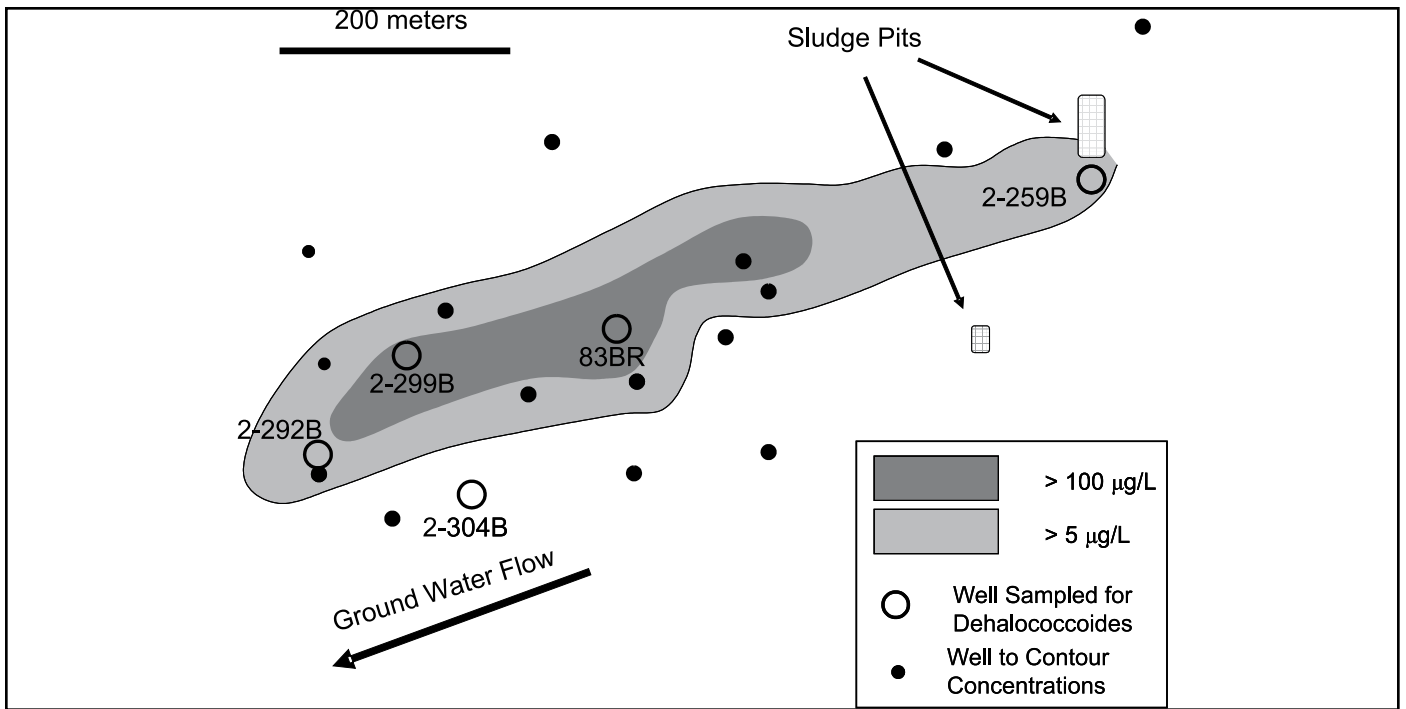 200 meters
Sludge Pits
2-259B
83BR
2-299B
2-292B
2-304B
Ground Water Flow
> 100 µg/L
> 5 µg/L
Well Sampled for
Dehalococcoides
Well to Contour
Concentrations